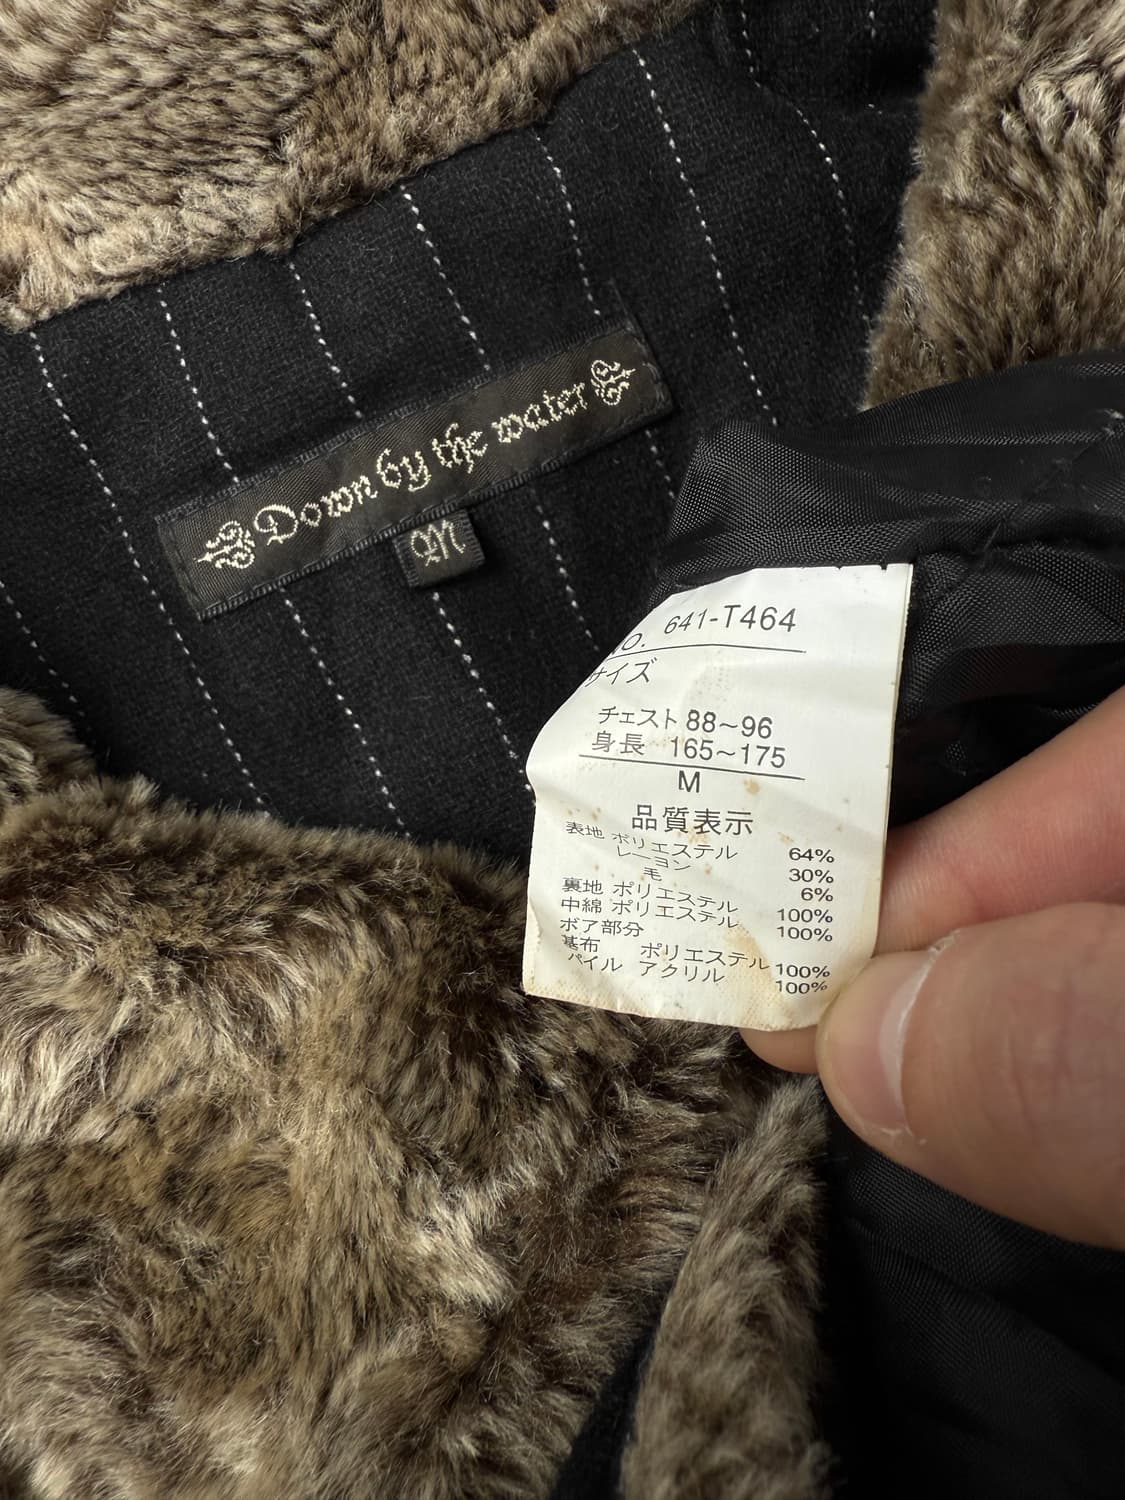 Down by the water
M
NO. 641-T464
サイズ
チェスト 88~96
身長 165~175
M
品質表示
表地 ポリエステル 64%
レーヨン 30%
毛 6%
裏地 ポリエステル 100%
中綿 ポリエステル 100%
ボア部分
基布 ポリエステル 100%
パイル アクリル 100%